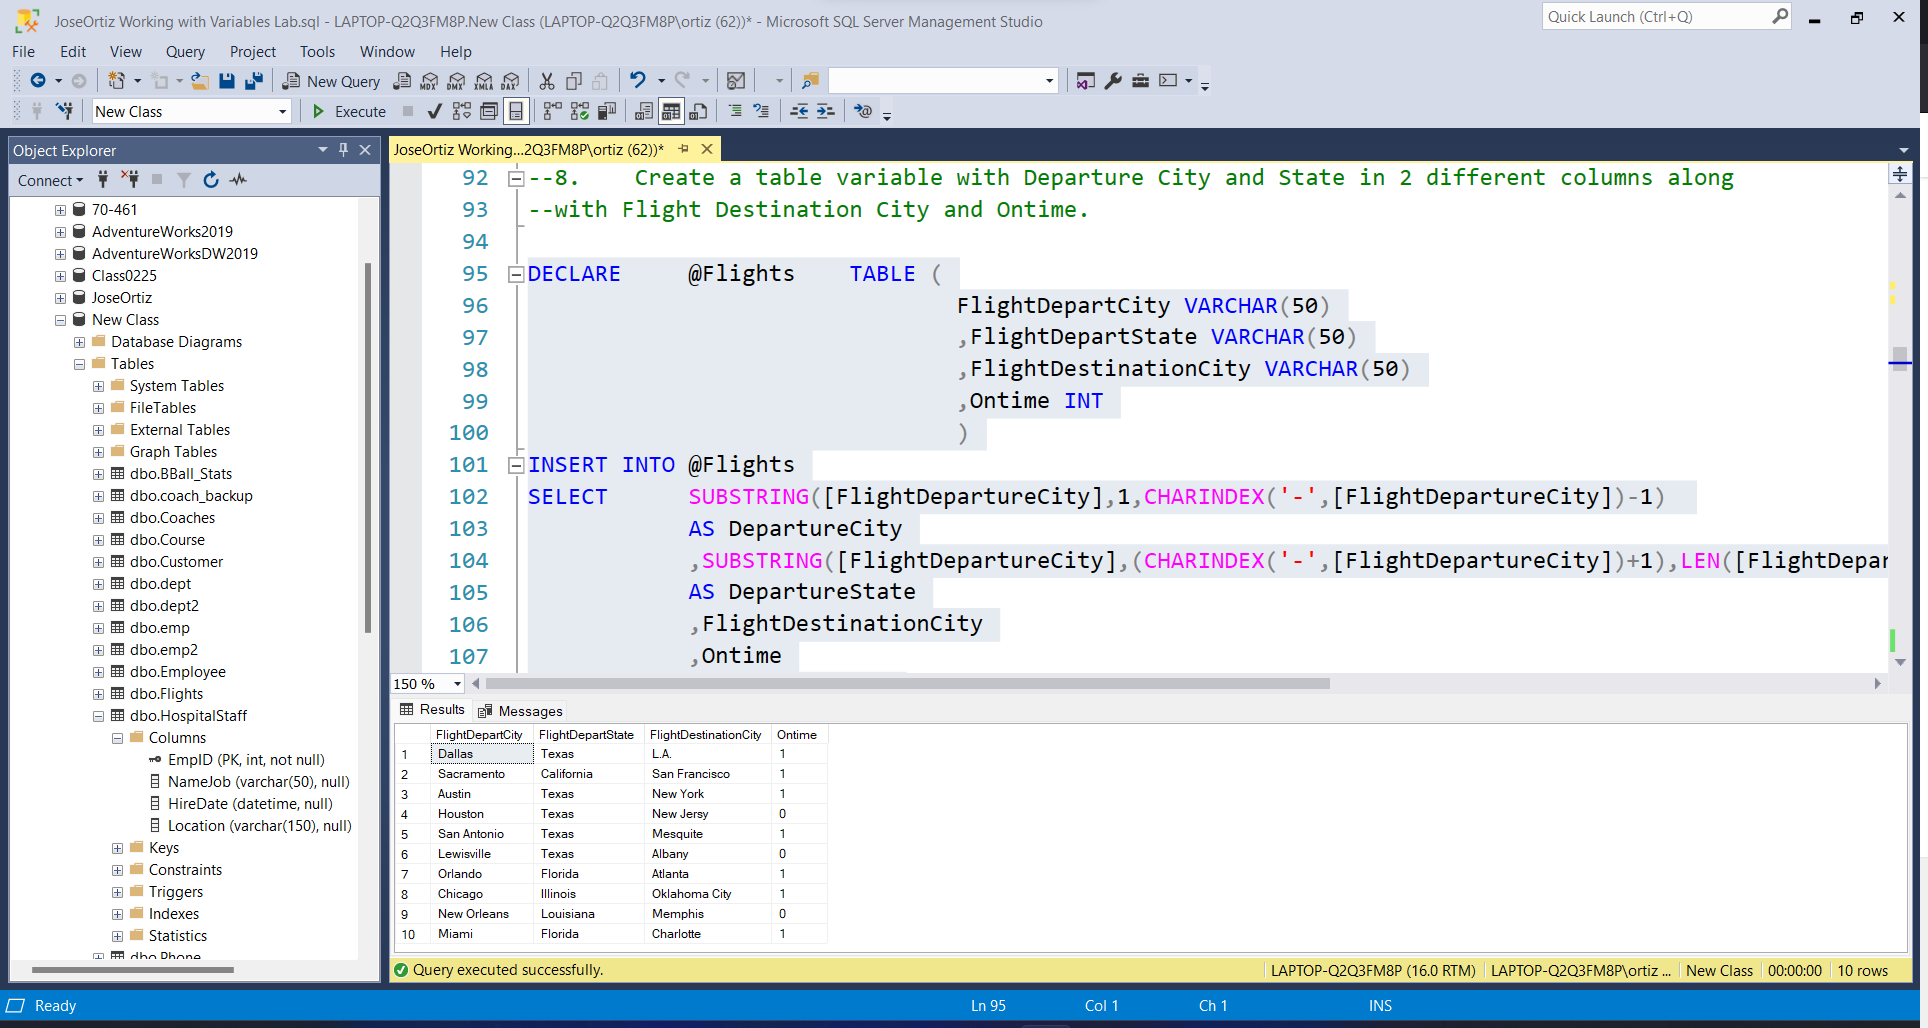 JoseOrtiz Working with Variables Lab.sql - LAPTOP-Q2Q3FM8P.New Class (LAPTOP-Q2Q3FM8P\ortiz (62))* - Microsoft SQL Server Management Studio
Quick Launch (Ctrl+Q)
File Edit View Query Project Tools Window Help
New Query MDX DMX XMLA DAX
New Class Execute
Object Explorer
JoseOrtiz Working...2Q3FM8P\ortiz (62))*
Connect
70-461
AdventureWorks2019
AdventureWorksDW2019
Class0225
JoseOrtiz
New Class
Database Diagrams
Tables
System Tables
FileTables
External Tables
Graph Tables
dbo.BBall_Stats
dbo.coach_backup
dbo.Coaches
dbo.Course
dbo.Customer
dbo.dept
dbo.dept2
dbo.emp
dbo.emp2
dbo.Employee
dbo.Flights
dbo.HospitalStaff
Columns
EmpID (PK, int, not null)
NameJob (varchar(50), null)
HireDate (datetime, null)
Location (varchar(150), null)
Keys
Constraints
Triggers
Indexes
Statistics
dbo.Phone
92 --8. Create a table variable with Departure City and State in 2 different columns along
93 --with Flight Destination City and Ontime.
94
95 DECLARE @Flights TABLE (
96 FlightDepartCity VARCHAR(50)
97 ,FlightDepartState VARCHAR(50)
98 ,FlightDestinationCity VARCHAR(50)
99 ,Ontime INT
100 )
101 INSERT INTO @Flights
102 SELECT SUBSTRING([FlightDepartureCity],1,CHARINDEX('-',[FlightDepartureCity])-1)
103 AS DepartureCity
104 ,SUBSTRING([FlightDepartureCity],(CHARINDEX('-',[FlightDepartureCity])+1),LEN([FlightDepar
105 AS DepartureState
106 ,FlightDestinationCity
107 ,Ontime
150 %
Results Messages
FlightDepartCity FlightDepartState FlightDestinationCity Ontime
1 Dallas Texas L.A. 1
2 Sacramento California San Francisco 1
3 Austin Texas New York 1
4 Houston Texas New Jersy 0
5 San Antonio Texas Mesquite 1
6 Lewisville Texas Albany 0
7 Orlando Florida Atlanta 1
8 Chicago Illinois Oklahoma City 1
9 New Orleans Louisiana Memphis 0
10 Miami Florida Charlotte 1
Query executed successfully. LAPTOP-Q2Q3FM8P (16.0 RTM) LAPTOP-Q2Q3FM8P\ortiz ... New Class 00:00:00 10 rows
Ready Ln 95 Col 1 Ch 1 INS